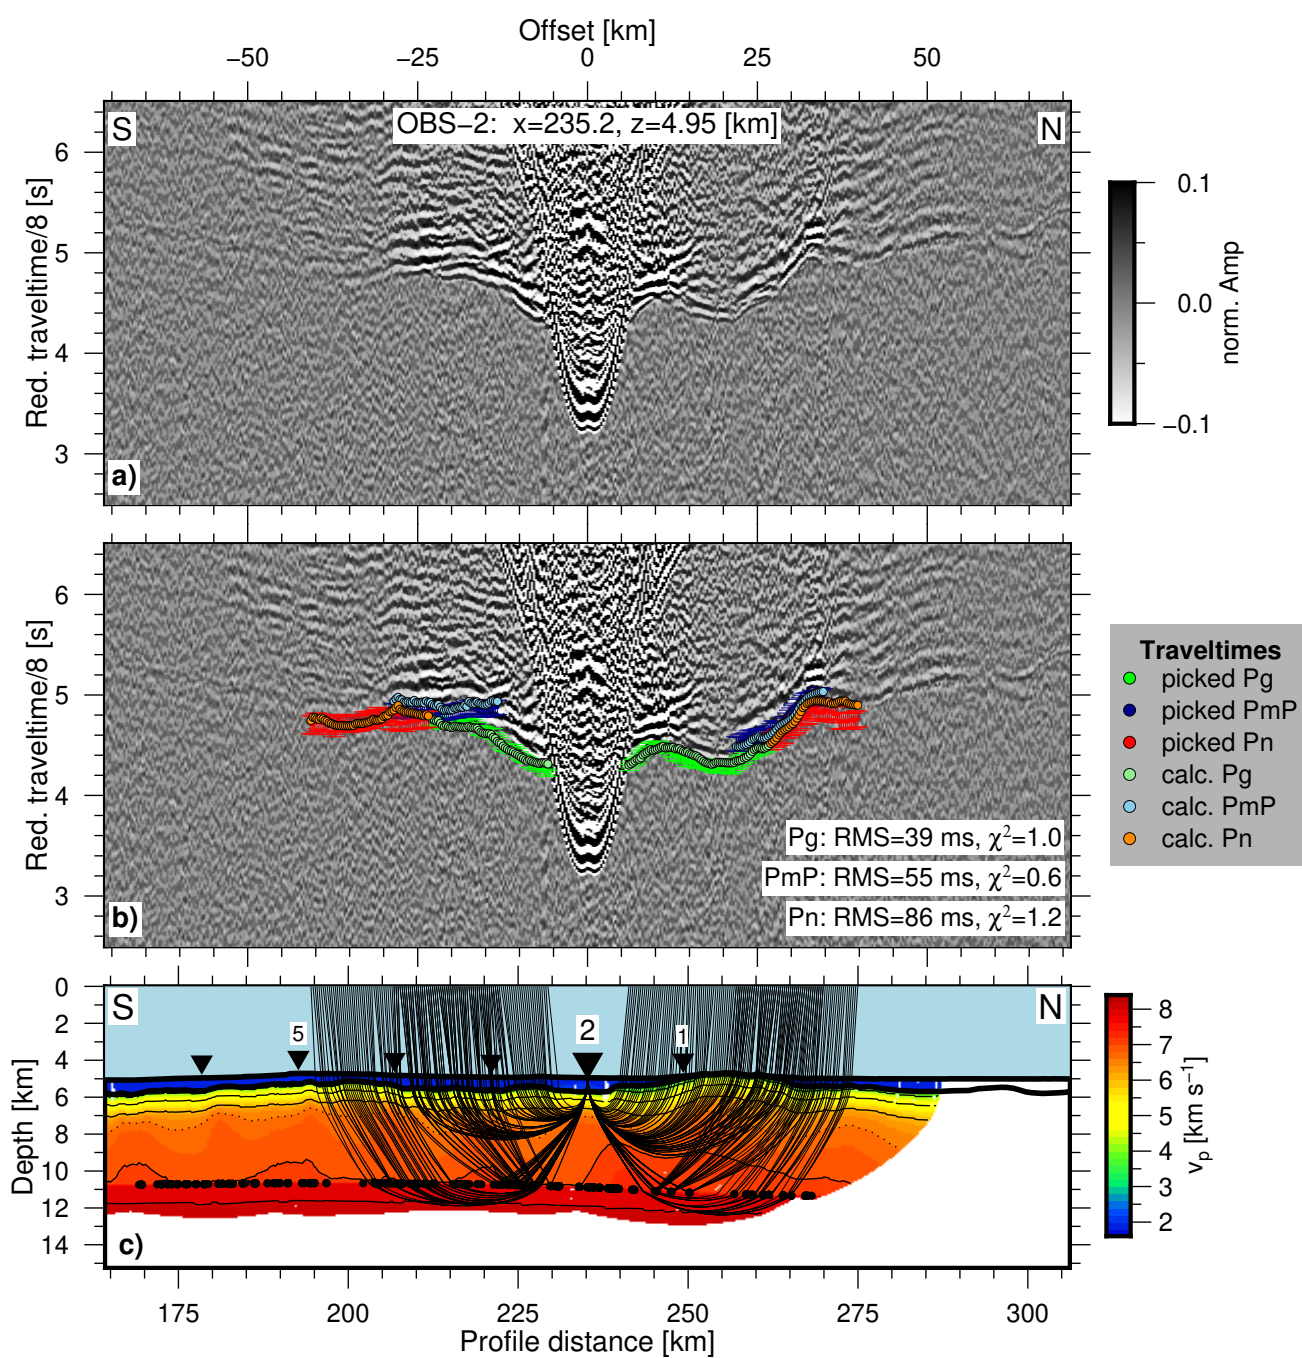 Offset [km]
−50 −25 0 25 50
S
OBS−2: x=235.2, z=4.95 [km]
N
6
5
4
3
Red. traveltime/8 [s]
a)
0.1
0.0
−0.1
norm. Amp
6
5
4
3
Red. traveltime/8 [s]
Pg: RMS=39 ms, χ²=1.0
PmP: RMS=55 ms, χ²=0.6
Pn: RMS=86 ms, χ²=1.2
b)
Traveltimes
picked Pg
picked PmP
picked Pn
calc. Pg
calc. PmP
calc. Pn
S
N
5
2
1
0
2
4
6
8
10
12
14
Depth [km]
c)
8
7
6
5
4
3
2
vp [km s⁻¹]
175 200 225 250 275 300
Profile distance [km]